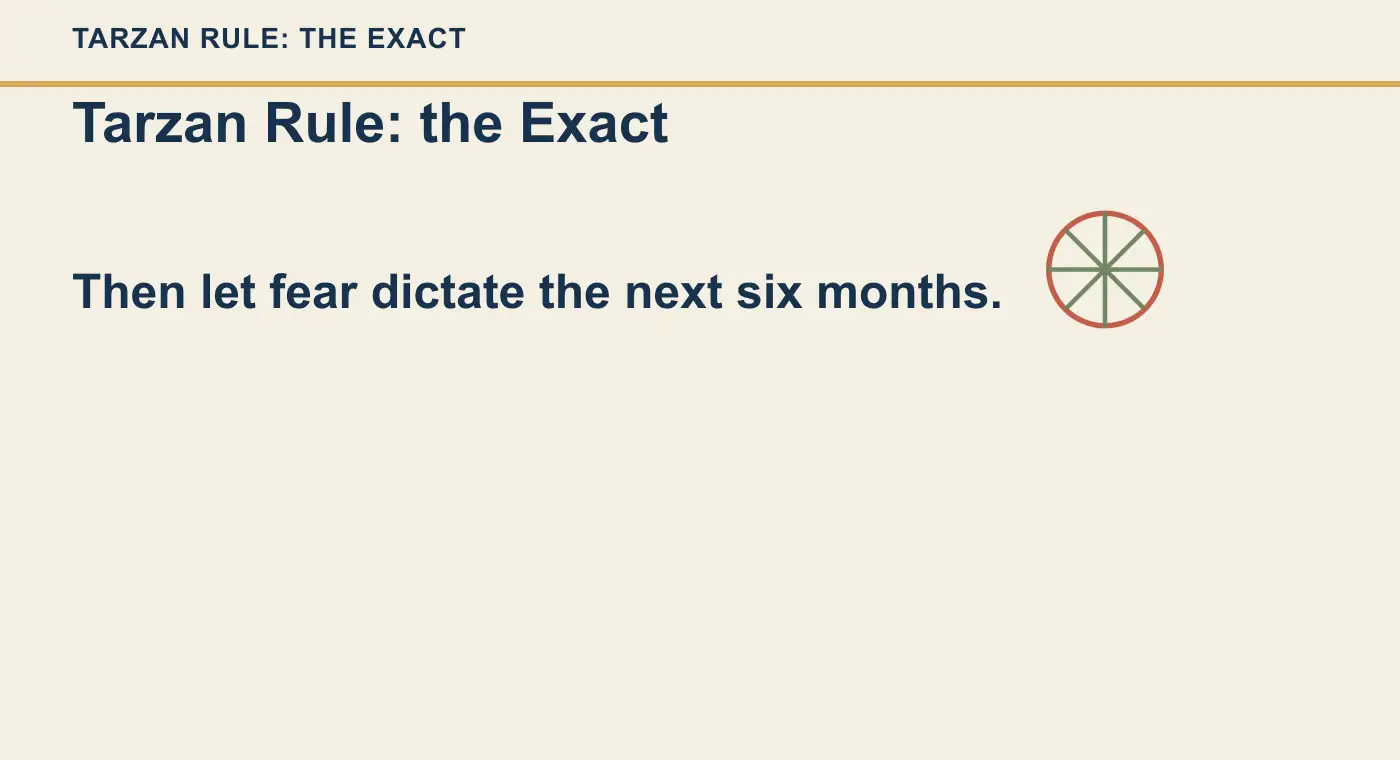 TARZAN RULE: THE EXACT
Tarzan Rule: the Exact
Then let fear dictate the next six months.